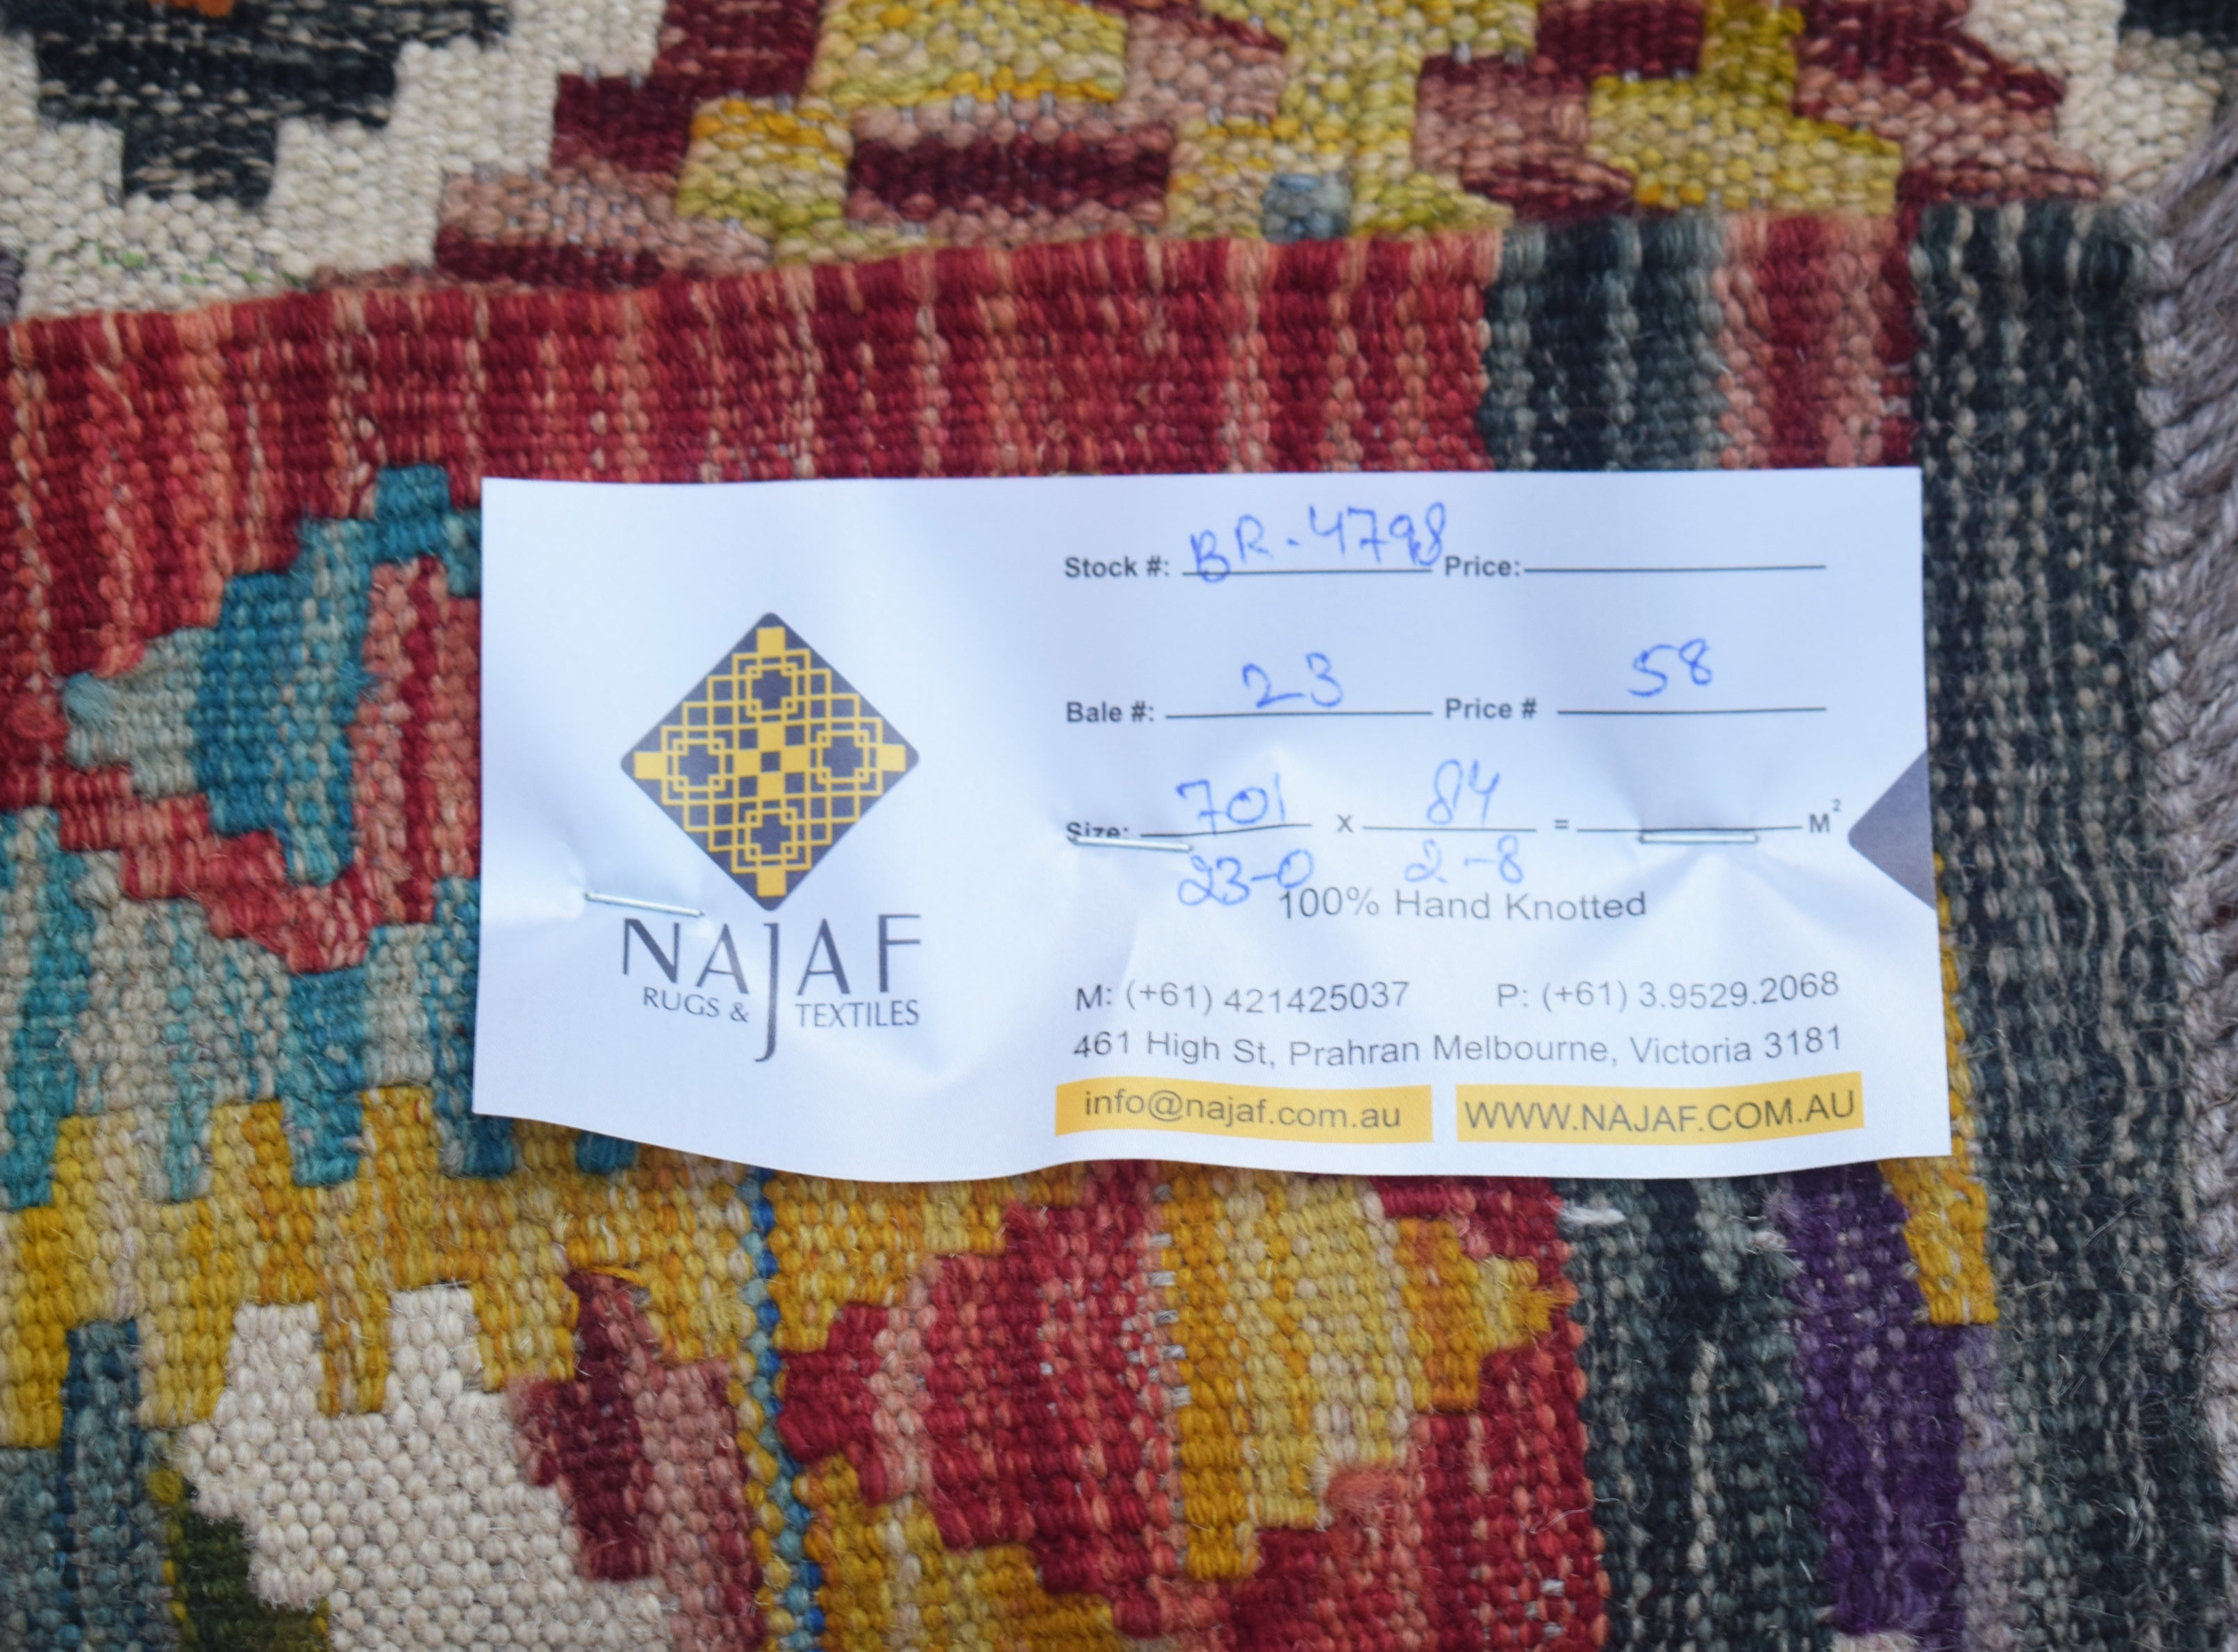 Stock #: BR-4798 Price:
Bale #: 23 Price # 58
Size: 701 x 84 = M²
23-0 2-8
100% Hand Knotted
NAJAF
RUGS & TEXTILES
M: (+61) 421425037 P: (+61) 3.9529.2068
461 High St, Prahran Melbourne, Victoria 3181
info@najaf.com.au WWW.NAJAF.COM.AU